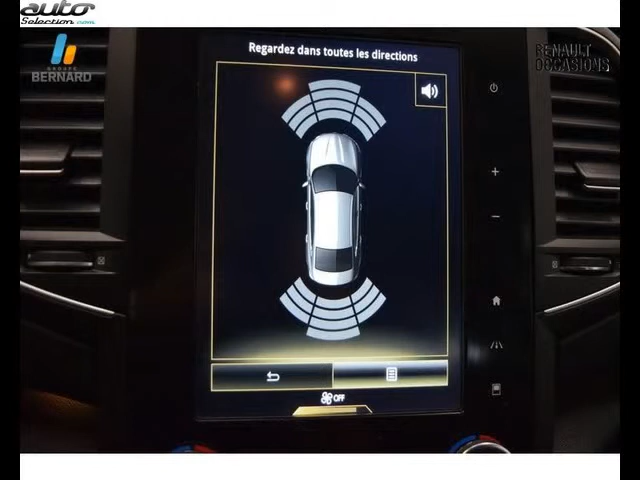 auto
Selection.com
GROUPE
BERNARD
RENAULT
OCCASIONS
Regardez dans toutes les directions
OFF